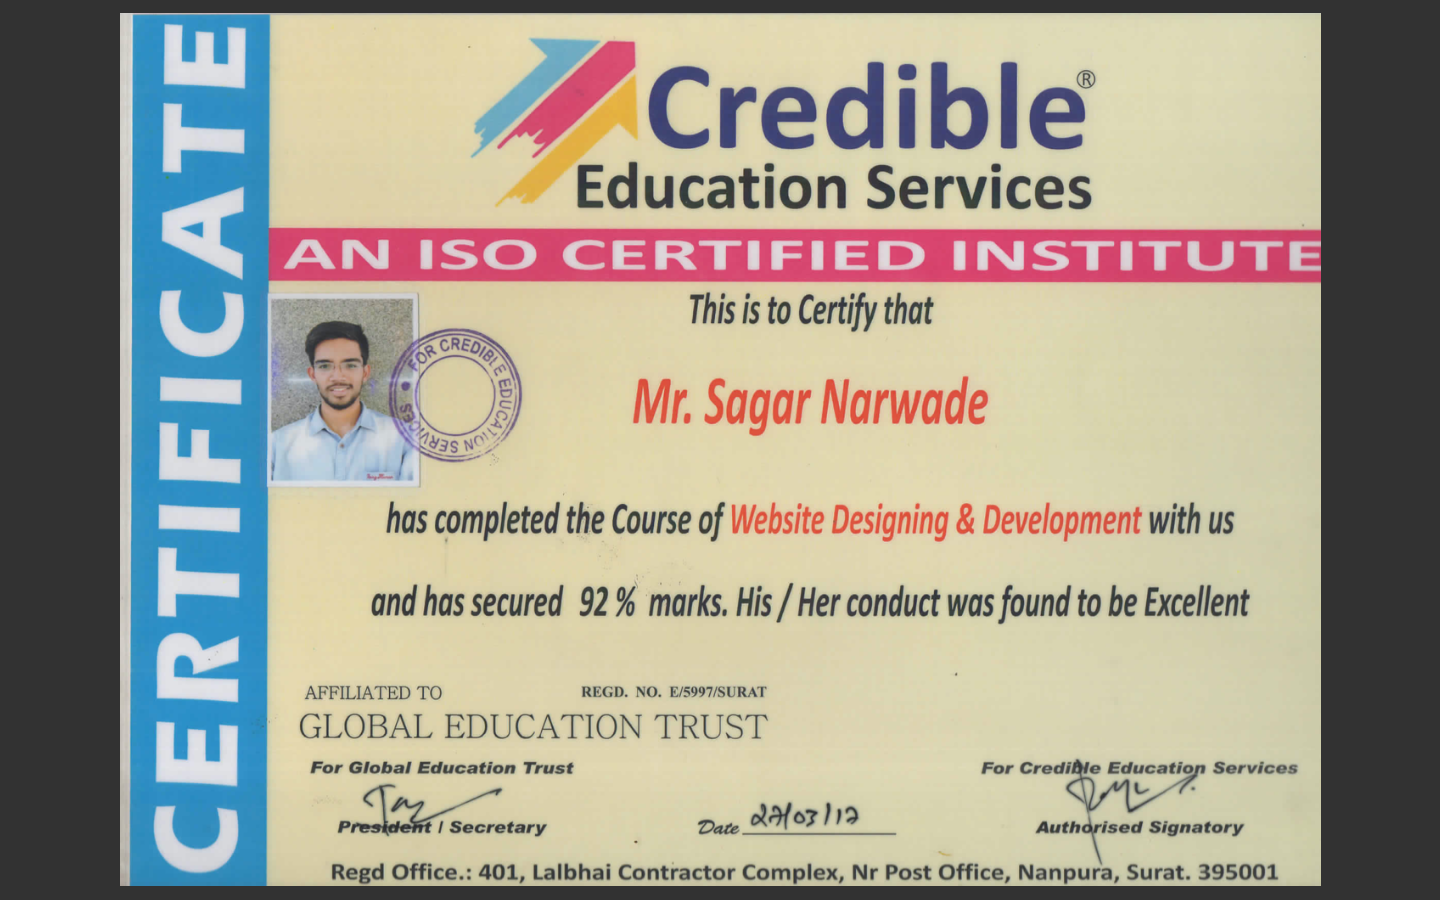 CERTIFICATE
Credible®
Education Services
AN ISO CERTIFIED INSTITUTE
This is to Certify that
FOR CREDIBLE EDUCATION SERVICES
Mr. Sagar Narwade
has completed the Course of Website Designing & Development with us
and has secured 92 % marks. His / Her conduct was found to be Excellent
AFFILIATED TO REGD. NO. E/5997/SURAT
GLOBAL EDUCATION TRUST
For Global Education Trust
For Credible Education Services
President / Secretary
Date 27/03/17
Authorised Signatory
Regd Office.: 401, Lalbhai Contractor Complex, Nr Post Office, Nanpura, Surat. 395001